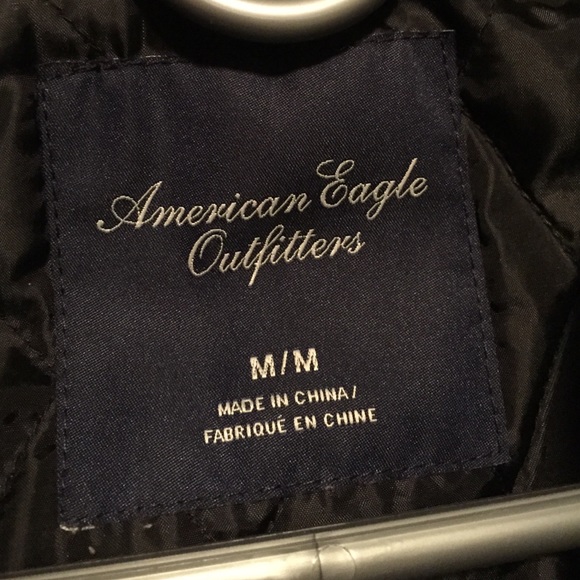 American Eagle
Outfitters
M/M
MADE IN CHINA/
FABRIQUÉ EN CHINE